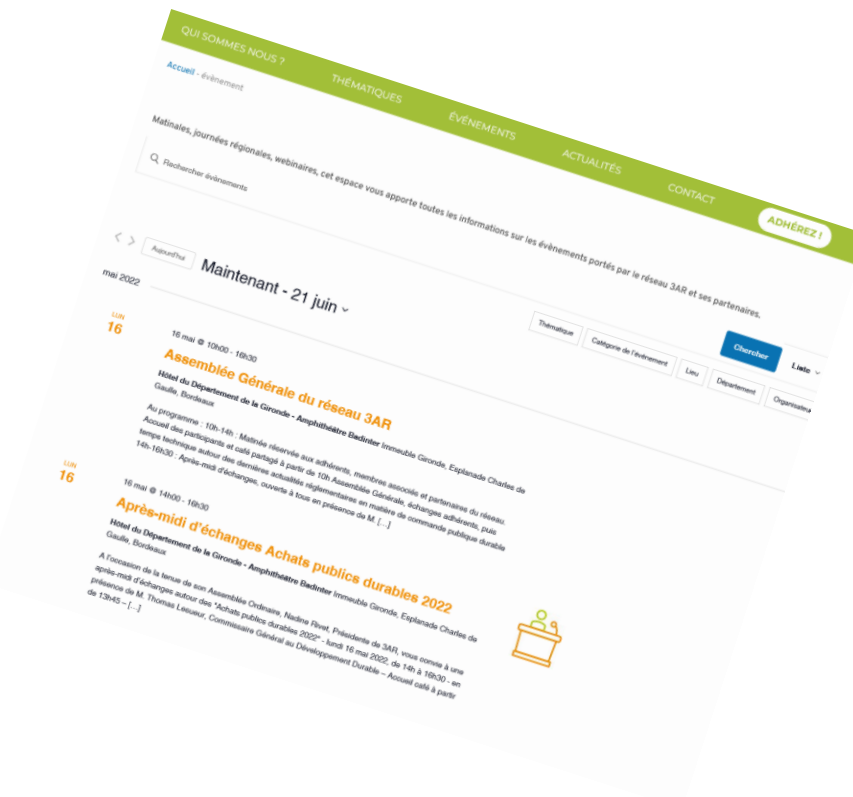 QUI SOMMES NOUS ?
THÉMATIQUES
ÉVÉNEMENTS
ACTUALITÉS
CONTACT
ADHÉREZ !
Accueil - évènement
Matinales, journées régionales, webinaires, cet espace vous apporte toutes les informations sur les évènements portés par le réseau 3AR et ses partenaires.
Rechercher évènements
Chercher
Liste
Aujourd'hui
Maintenant - 21 juin
Thématique
Catégorie de l'évènement
Lieu
Département
Organisateu
mai 2022
LUN
16
16 mai @ 10h00 - 16h30
Assemblée Générale du réseau 3AR
Hôtel du Département de la Gironde - Amphithéâtre Badinter Immeuble Gironde, Esplanade Charles de
Gaulle, Bordeaux
Au programme : 10h-14h : Matinée réservée aux adhérents, membres associés et partenaires du réseau.
Accueil des participants et café partagé à partir de 10h Assemblée Générale, échanges adhérents, puis
temps technique autour des dernières actualités réglementaires en matière de commande publique durable
14h-16h30 : Après-midi d'échanges, ouverte à tous en présence de M. [...]
LUN
16
16 mai @ 14h00 - 16h30
Après-midi d'échanges Achats publics durables 2022
Hôtel du Département de la Gironde - Amphithéâtre Badinter Immeuble Gironde, Esplanade Charles de
Gaulle, Bordeaux
A l'occasion de la tenue de son Assemblée Ordinaire, Nadine Rivet, Présidente de 3AR, vous convie à une
après-midi d'échanges autour des "Achats publics durables 2022" - lundi 16 mai 2022, de 14h à 16h30 - en
présence de M. Thomas Lesueur, Commissaire Général au Développement Durable – Accueil café à partir
de 13h45 – [...]